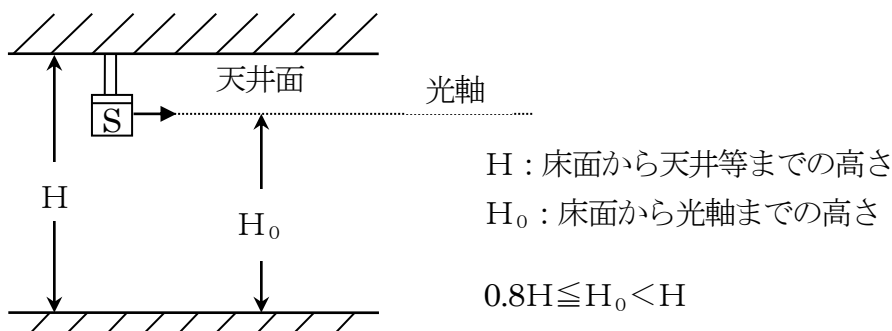 天井面
光軸
S
H
H₀
H：床面から天井等までの高さ
H₀：床面から光軸までの高さ
0.8H≦H₀＜H